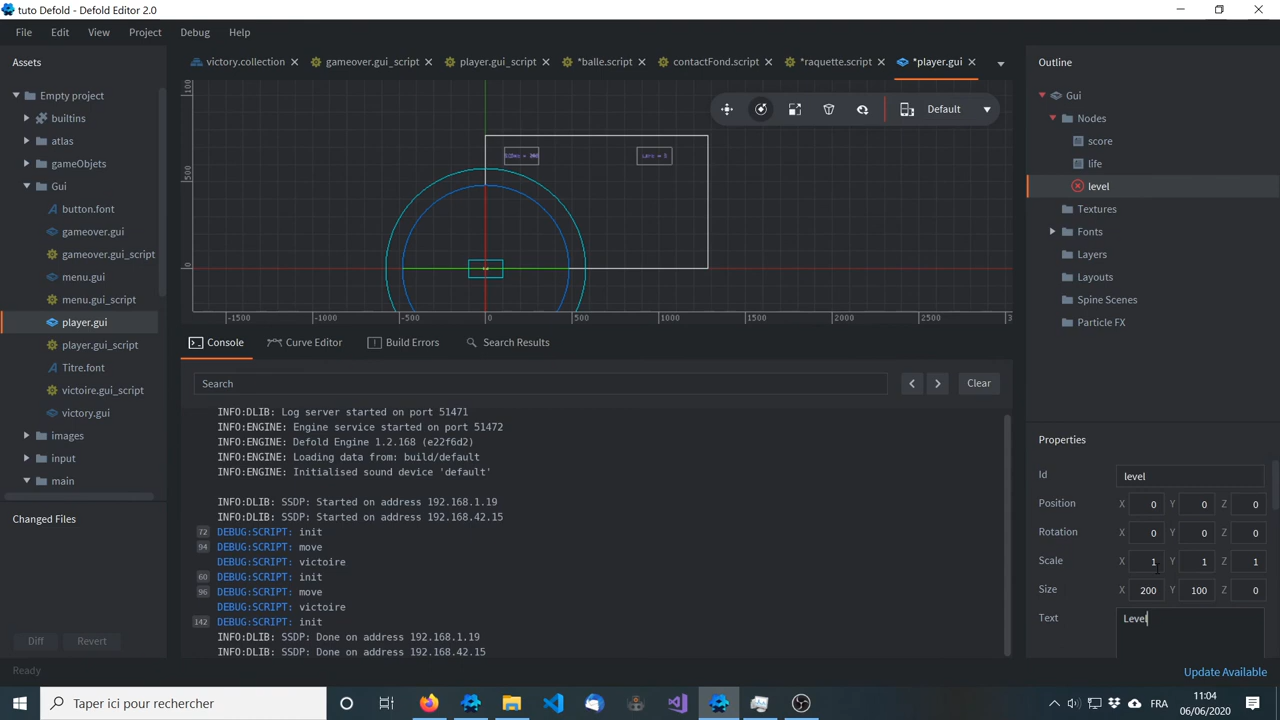 tuto Defold - Defold Editor 2.0
File Edit View Project Debug Help
Assets
Empty project
builtins
atlas
gameObjets
Gui
button.font
gameover.gui
gameover.gui_script
menu.gui
menu.gui_script
player.gui
player.gui_script
Titre.font
victoire.gui_script
victory.gui
images
input
main
Changed Files
Diff Revert
Ready
victory.collection gameover.gui_script player.gui_script *balle.script contactFond.script *raquette.script *player.gui
Default
1000
500
0
-1500 -1000 -500 0 500 1000 1500 2000 2500 3
Console Curve Editor Build Errors Search Results
Search Clear
INFO:DLIB: Log server started on port 51471
INFO:ENGINE: Engine service started on port 51472
INFO:ENGINE: Defold Engine 1.2.168 (e22f6d2)
INFO:ENGINE: Loading data from: build/default
INFO:ENGINE: Initialised sound device 'default'
INFO:DLIB: SSDP: Started on address 192.168.1.19
INFO:DLIB: SSDP: Started on address 192.168.42.15
72 DEBUG:SCRIPT: init
94 DEBUG:SCRIPT: move
DEBUG:SCRIPT: victoire
60 DEBUG:SCRIPT: init
96 DEBUG:SCRIPT: move
DEBUG:SCRIPT: victoire
142 DEBUG:SCRIPT: init
INFO:DLIB: SSDP: Done on address 192.168.1.19
INFO:DLIB: SSDP: Done on address 192.168.42.15
Outline
Gui
Nodes
score
life
level
Textures
Fonts
Layers
Layouts
Spine Scenes
Particle FX
Properties
Id level
Position X 0 Y 0 Z 0
Rotation X 0 Y 0 Z 0
Scale X 1 Y 1 Z 1
Size X 200 Y 100 Z 0
Text Level
Update Available
Taper ici pour rechercher
FRA
11:04
06/06/2020